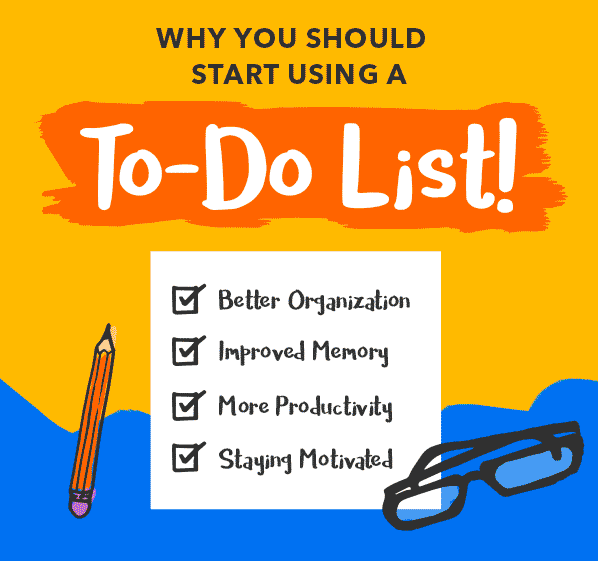 WHY YOU SHOULD
START USING A
To-Do List!
Better Organization
Improved Memory
More Productivity
Staying Motivated